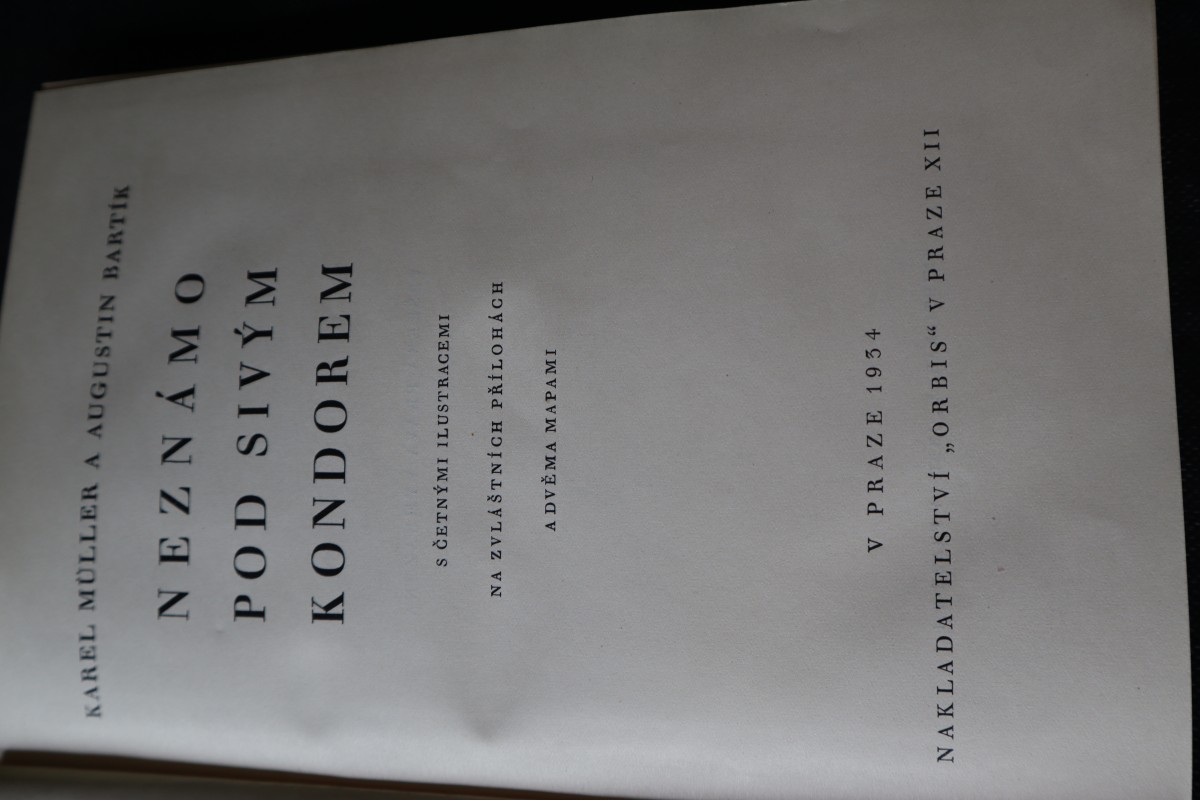 KAREL MÜLLER A AUGUSTIN BARTÍK
NEZNÁMO
POD SIVÝM
KONDOREM
S ČETNÝMI ILUSTRACEMI
NA ZVLÁŠTNÍCH PŘÍLOHÁCH
A DVĚMA MAPAMI
V PRAZE 1934
NAKLADATELSTVÍ „ORBIS“ V PRAZE XII